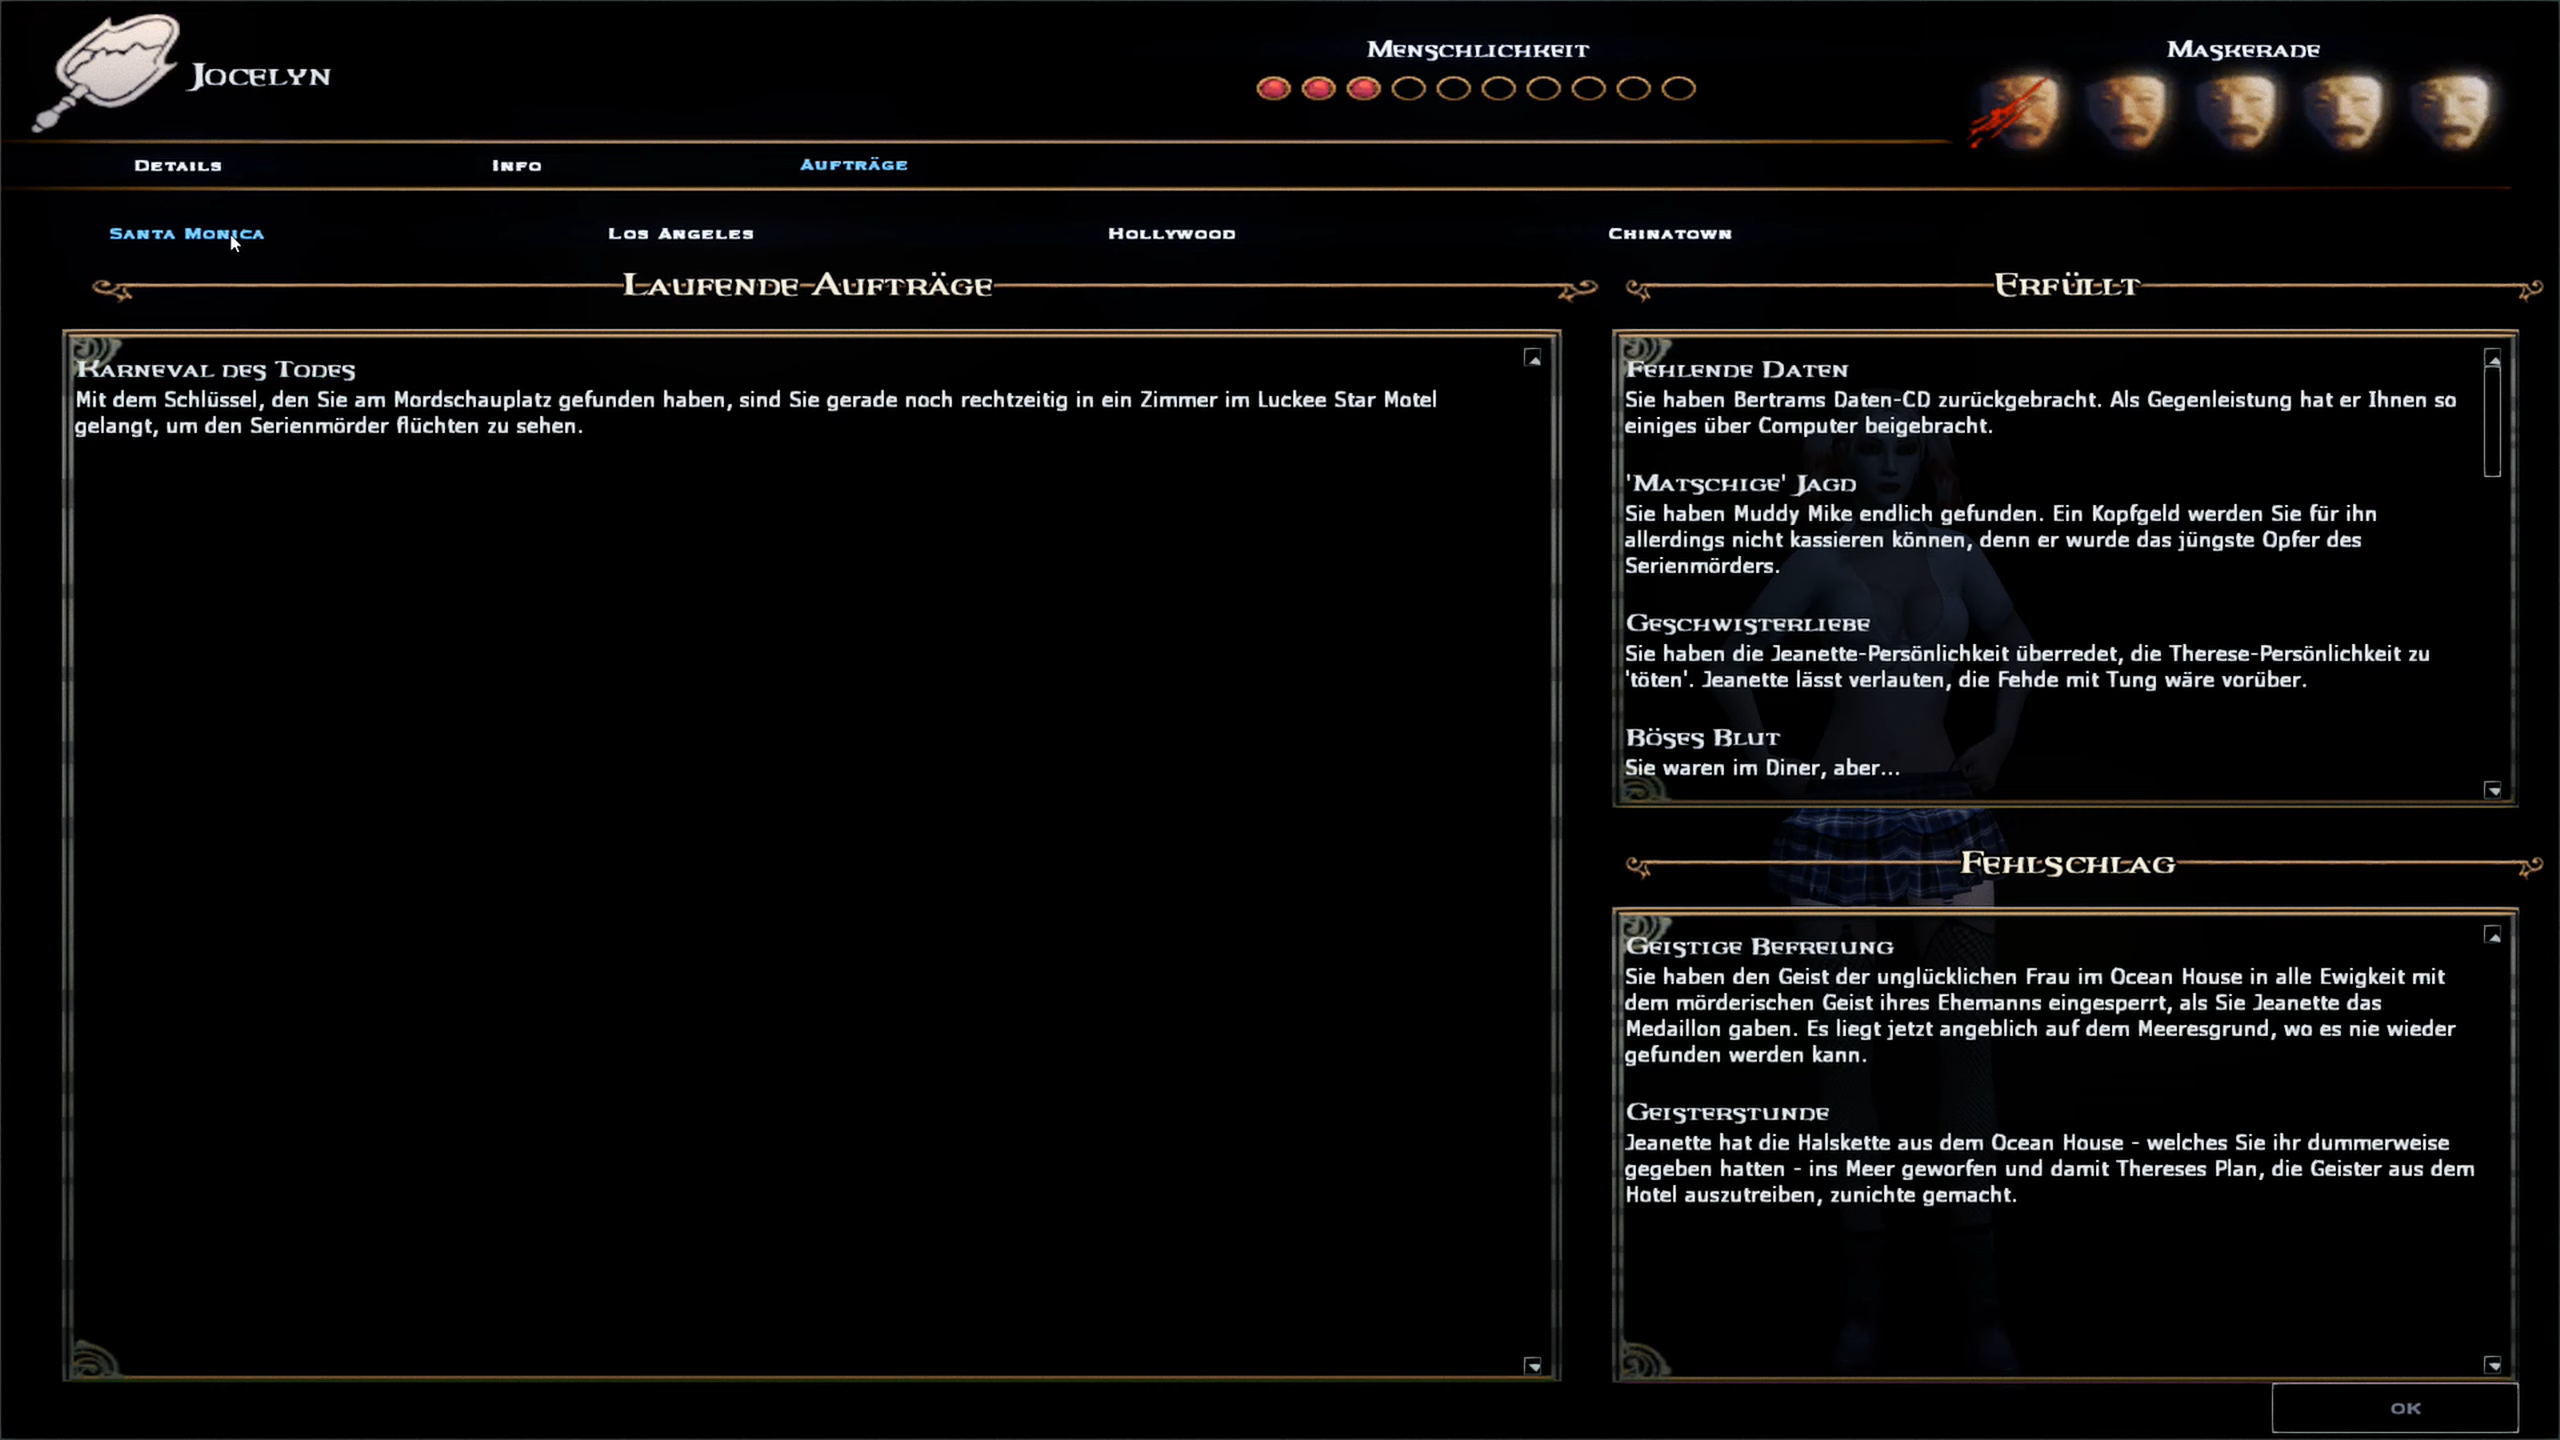 Jocelyn
Menschlichkeit
Maskerade
Details
Info
Aufträge
Santa Monica
Los Angeles
Hollywood
Chinatown
Laufende Aufträge
Karneval des Todes
Mit dem Schlüssel, den Sie am Mordschauplatz gefunden haben, sind Sie gerade noch rechtzeitig in ein Zimmer im Luckee Star Motel
gelangt, um den Serienmörder flüchten zu sehen.
Erfüllt
Fehlende Daten
Sie haben Bertrams Daten-CD zurückgebracht. Als Gegenleistung hat er Ihnen so
einiges über Computer beigebracht.
'Matschige' Jagd
Sie haben Muddy Mike endlich gefunden. Ein Kopfgeld werden Sie für ihn
allerdings nicht kassieren können, denn er wurde das jüngste Opfer des
Serienmörders.
Geschwisterliebe
Sie haben die Jeanette-Persönlichkeit überredet, die Therese-Persönlichkeit zu
'töten'. Jeanette lässt verlauten, die Fehde mit Tung wäre vorüber.
Böses Blut
Sie waren im Diner, aber...
Fehlschlag
Geistige Befreiung
Sie haben den Geist der unglücklichen Frau im Ocean House in alle Ewigkeit mit
dem mörderischen Geist ihres Ehemanns eingesperrt, als Sie Jeanette das
Medaillon gaben. Es liegt jetzt angeblich auf dem Meeresgrund, wo es nie wieder
gefunden werden kann.
Geisterstunde
Jeanette hat die Halskette aus dem Ocean House - welches Sie ihr dummerweise
gegeben hatten - ins Meer geworfen und damit Thereses Plan, die Geister aus dem
Hotel auszutreiben, zunichte gemacht.
OK